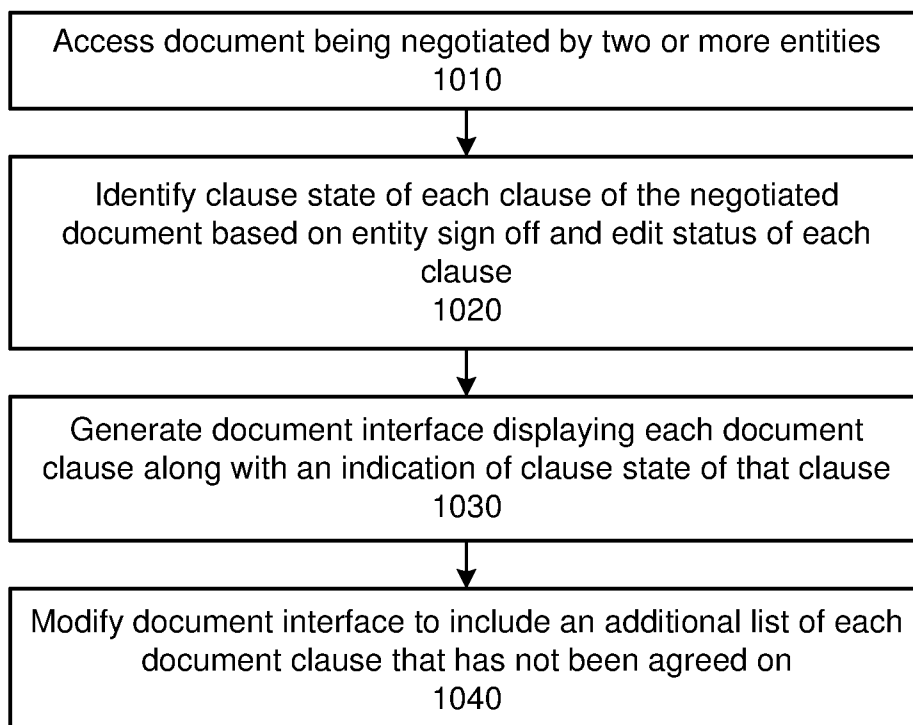 Access document being negotiated by two or more entities
1010
Identify clause state of each clause of the negotiated
document based on entity sign off and edit status of each
clause
1020
Generate document interface displaying each document
clause along with an indication of clause state of that clause
1030
Modify document interface to include an additional list of each
document clause that has not been agreed on
1040